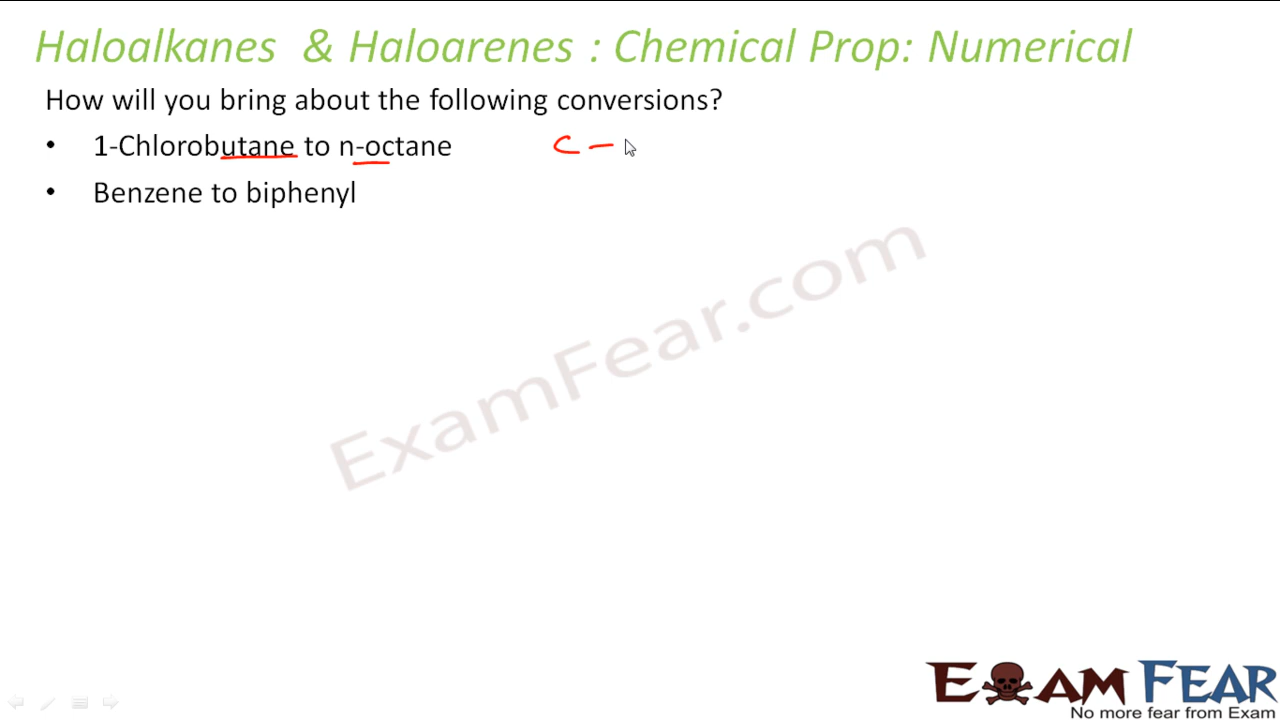 Haloalkanes & Haloarenes : Chemical Prop: Numerical
How will you bring about the following conversions?
• 1-Chlorobutane to n-octane C –
• Benzene to biphenyl
ExamFear.com
EXAM FEAR
No more fear from Exam